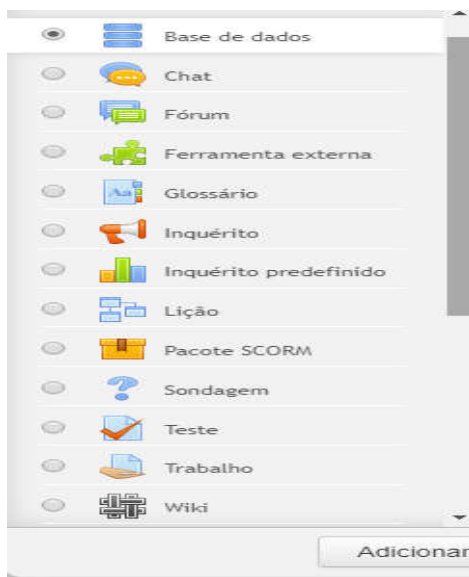 Base de dados
Chat
Fórum
Ferramenta externa
Aa
Glossário
Inquérito
Inquérito predefinido
Lição
Pacote SCORM
Sondagem
Teste
Trabalho
Wiki
Adicionar